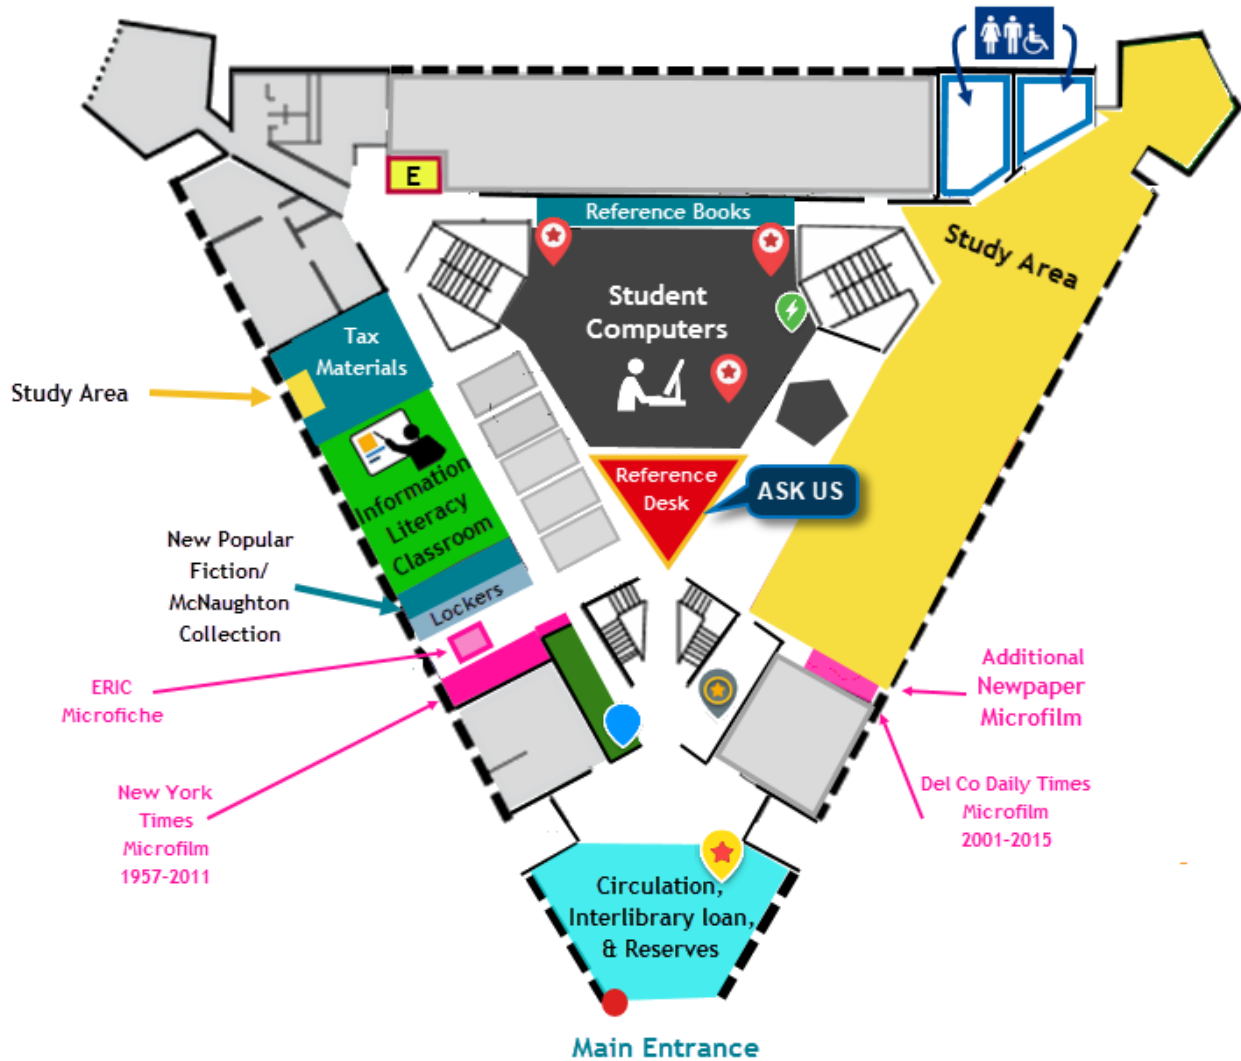 E
Reference Books
Study Area
Student
Computers
Tax
Materials
Study Area
Reference
Desk
ASK US
Information
Literacy
Classroom
New Popular
Fiction/
McNaughton
Collection
Lockers
ERIC
Microfiche
Additional
Newpaper
Microfilm
New York
Times
Microfilm
1957-2011
Del Co Daily Times
Microfilm
2001-2015
Circulation,
Interlibrary loan,
& Reserves
Main Entrance